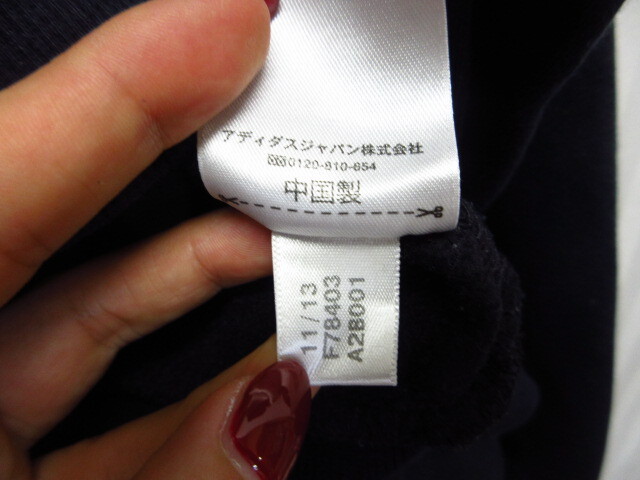 アディダスジャパン株式会社
0120-810-654
中国製
11/13
F78403
A2B001